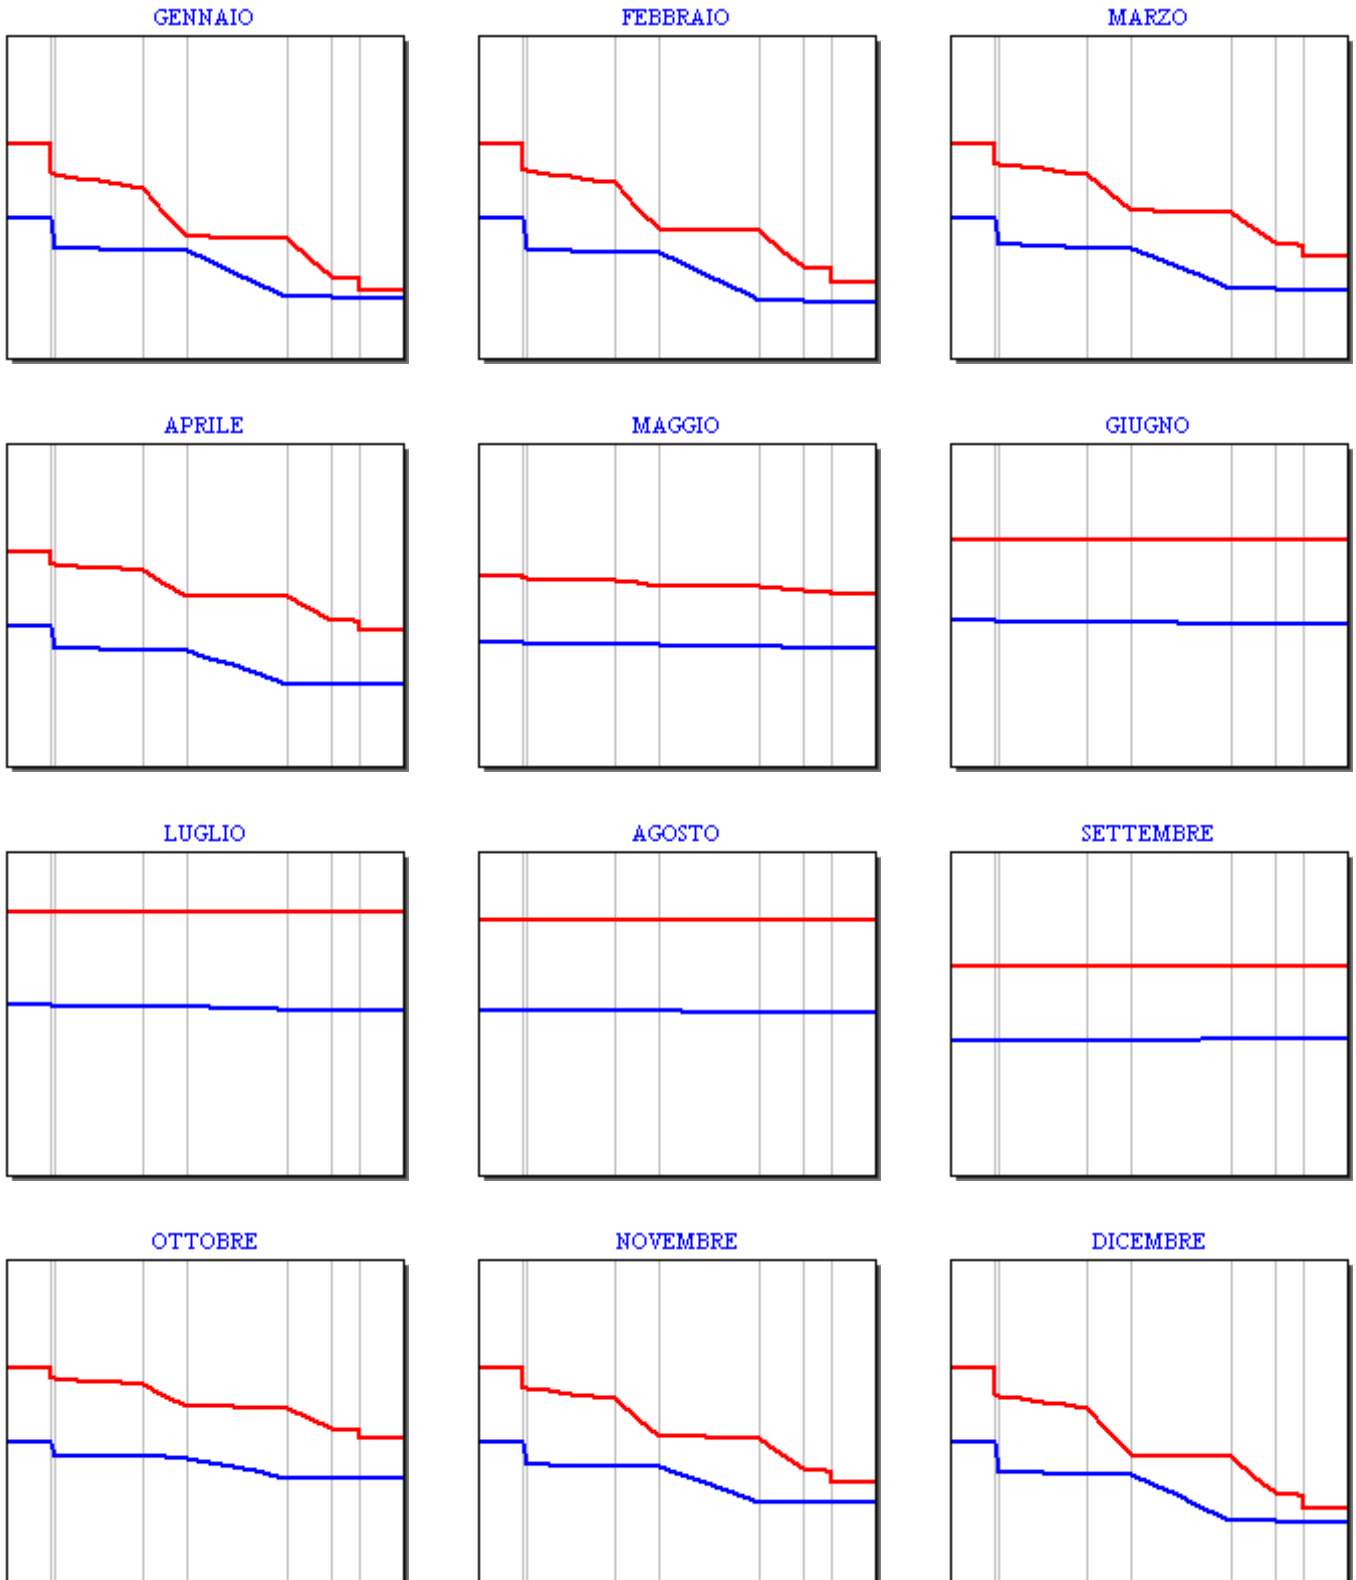 GENNAIO
FEBBRAIO
MARZO
APRILE
MAGGIO
GIUGNO
LUGLIO
AGOSTO
SETTEMBRE
OTTOBRE
NOVEMBRE
DICEMBRE